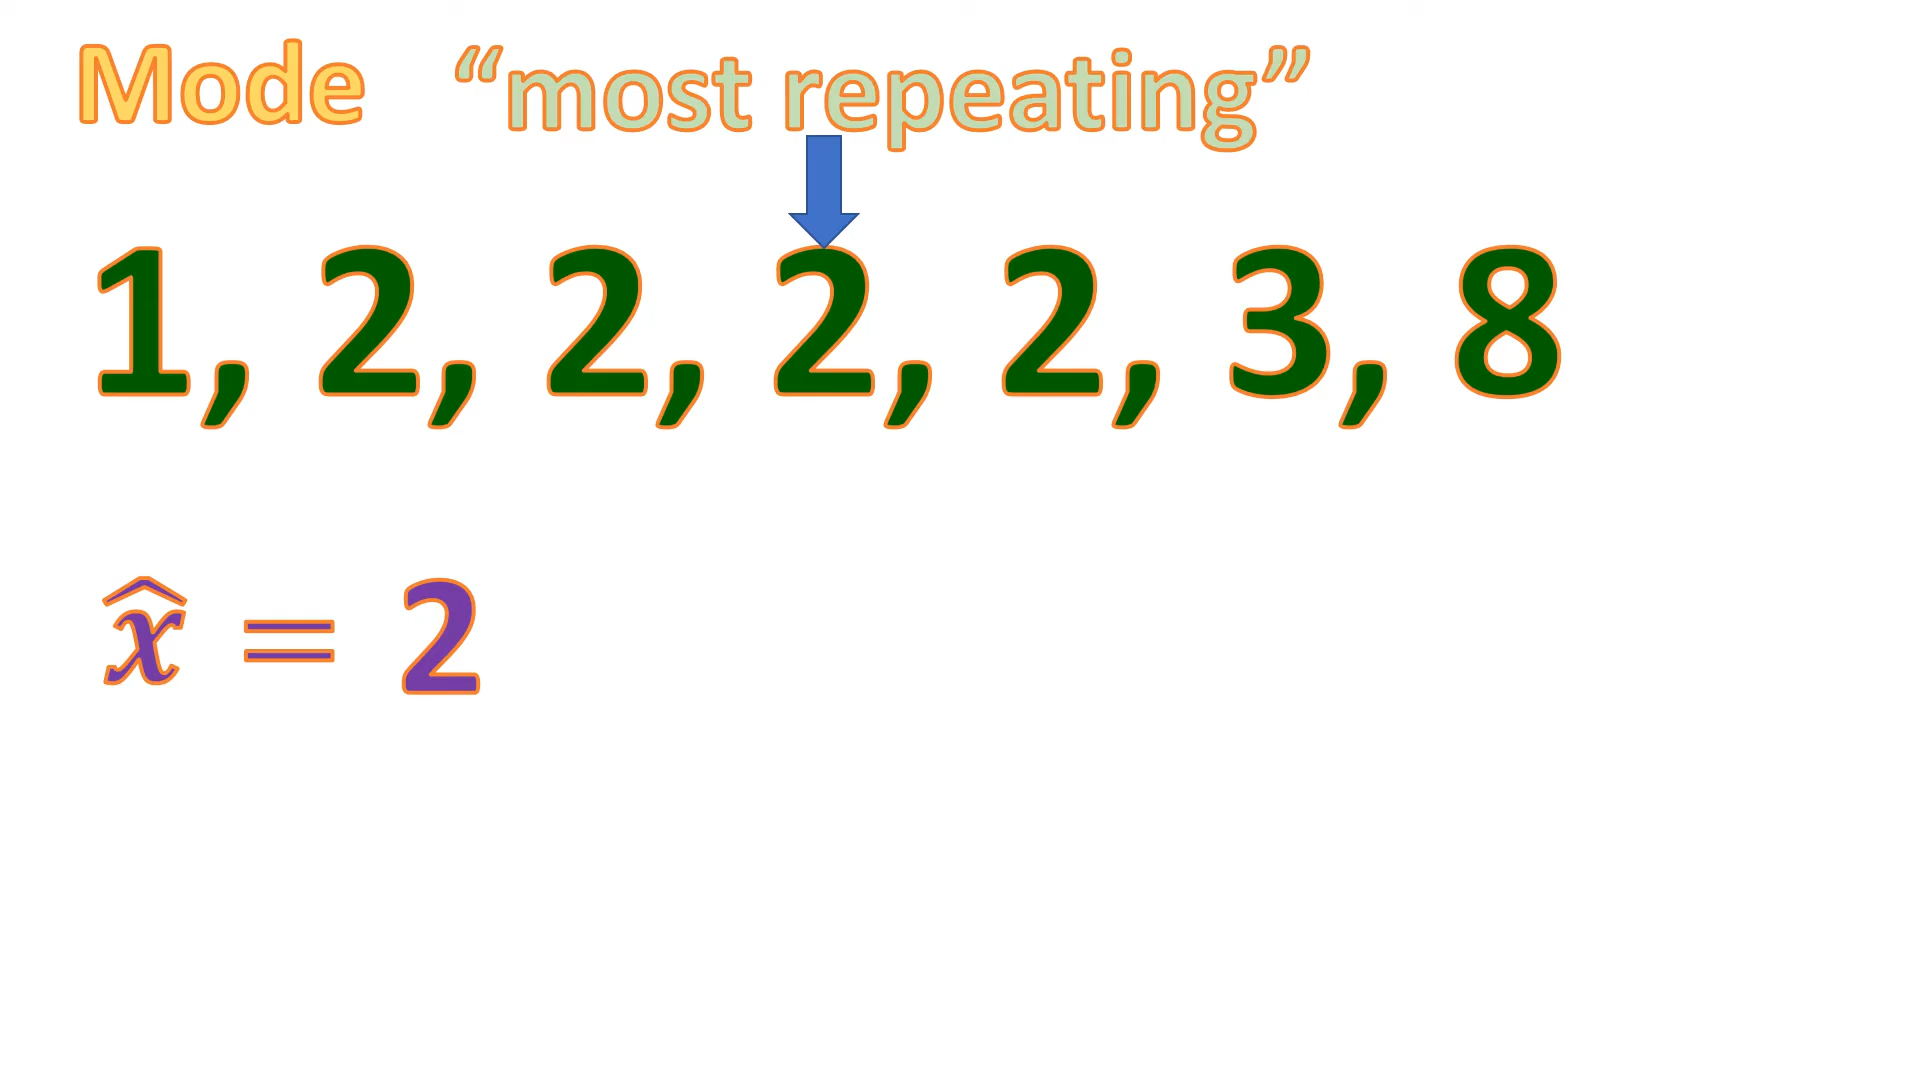 Mode “most repeating”
1, 2, 2, 2, 2, 3, 8
x̂ = 2